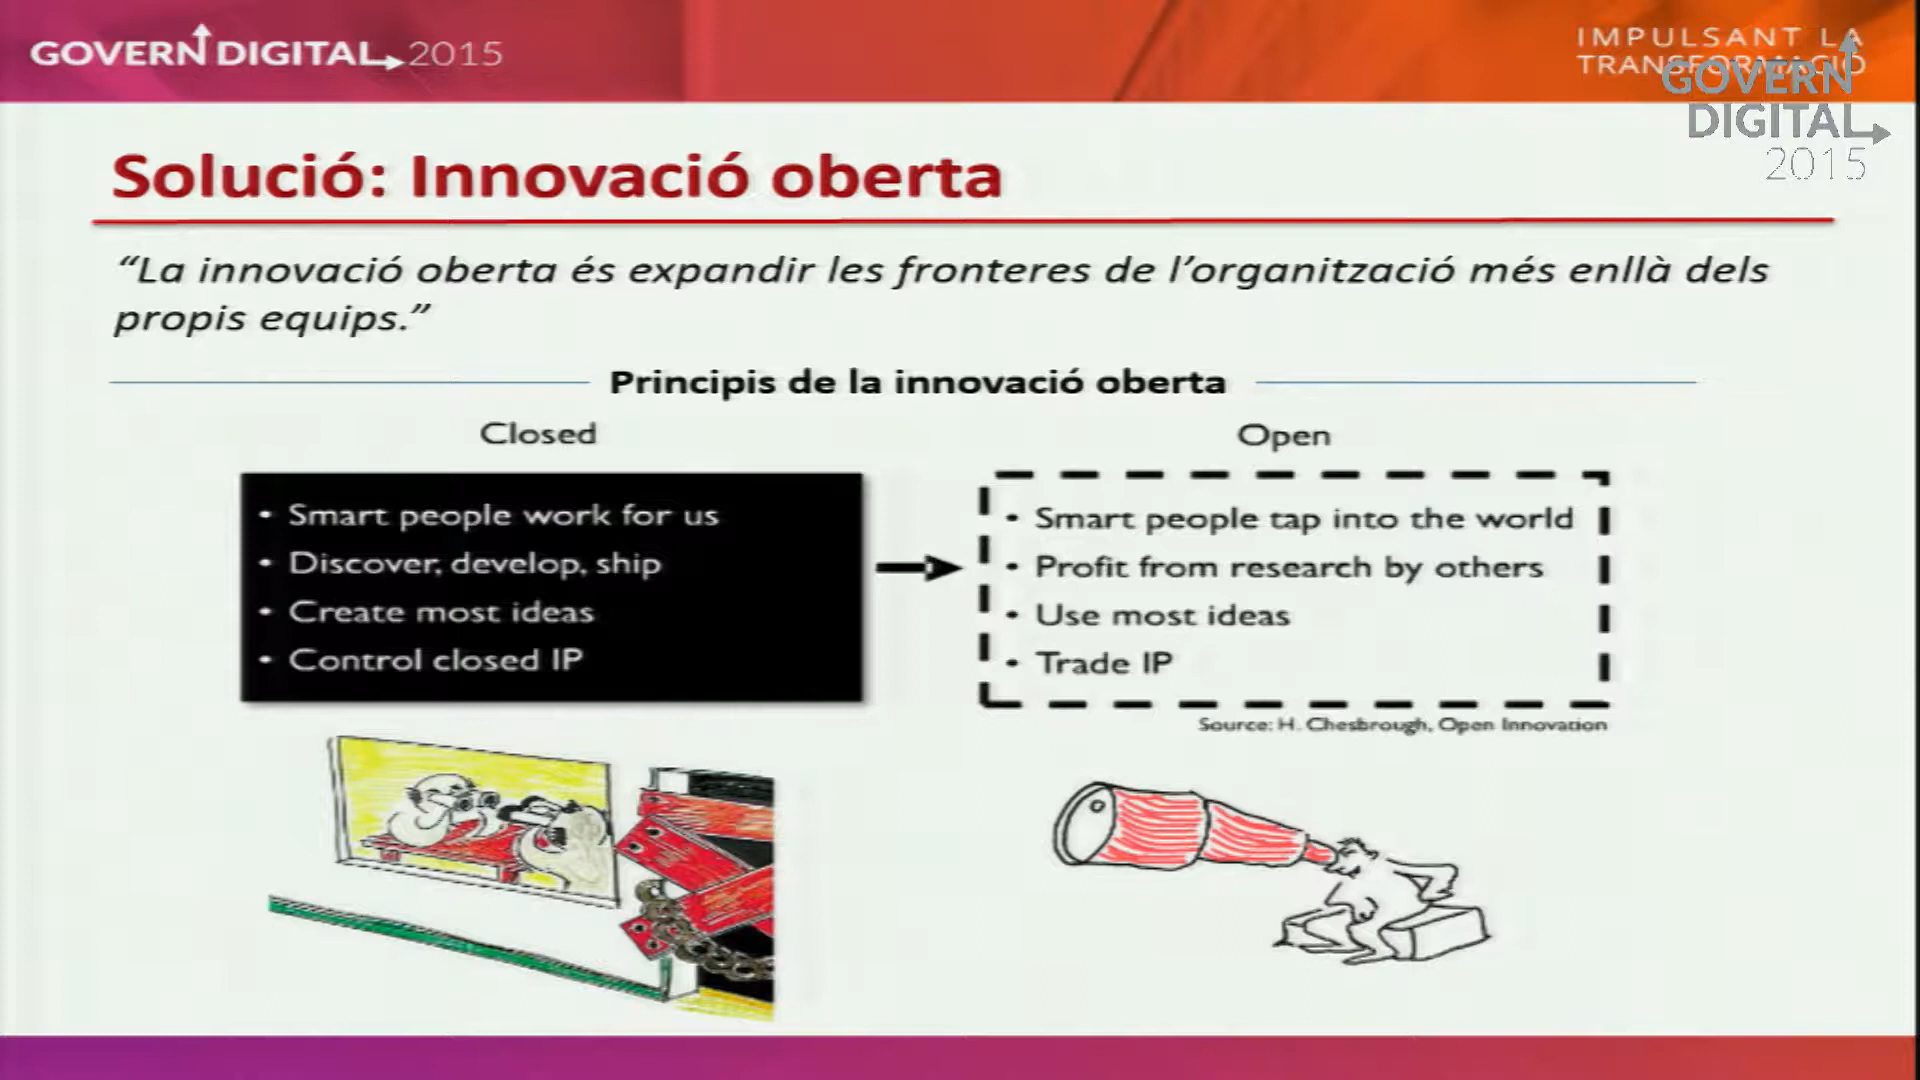 GOVERN DIGITAL 2015
IMPULSANT LA
TRANSFORMACIÓ
GOVERN
DIGITAL
2015
Solució: Innovació oberta
“La innovació oberta és expandir les fronteres de l’organització més enllà dels
propis equips.”
Principis de la innovació oberta
Closed
• Smart people work for us
• Discover, develop, ship
• Create most ideas
• Control closed IP
Open
• Smart people tap into the world
• Profit from research by others
• Use most ideas
• Trade IP
Source: H. Chesbrough, Open Innovation